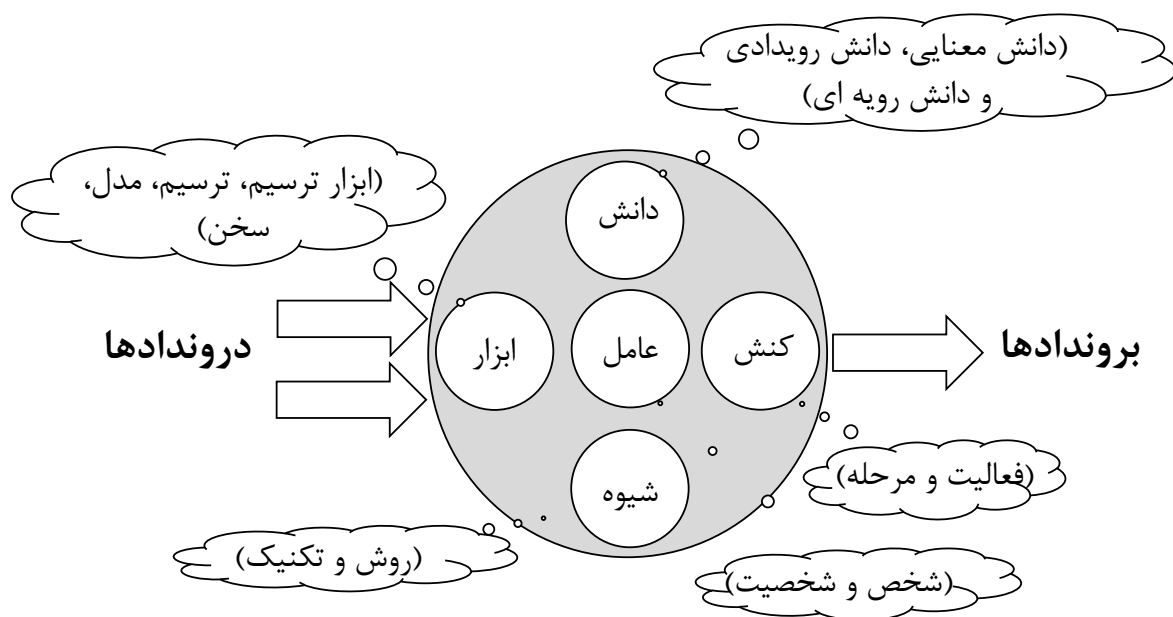 (دانش معنایی، دانش رویدادی
و دانش رویه ای)
(ابزار ترسیم، ترسیم، مدل،
سخن)
دانش
دروندادها
ابزار
عامل
کنش
بروندادها
شیوه
(فعالیت و مرحله)
(روش و تکنیک)
(شخص و شخصیت)